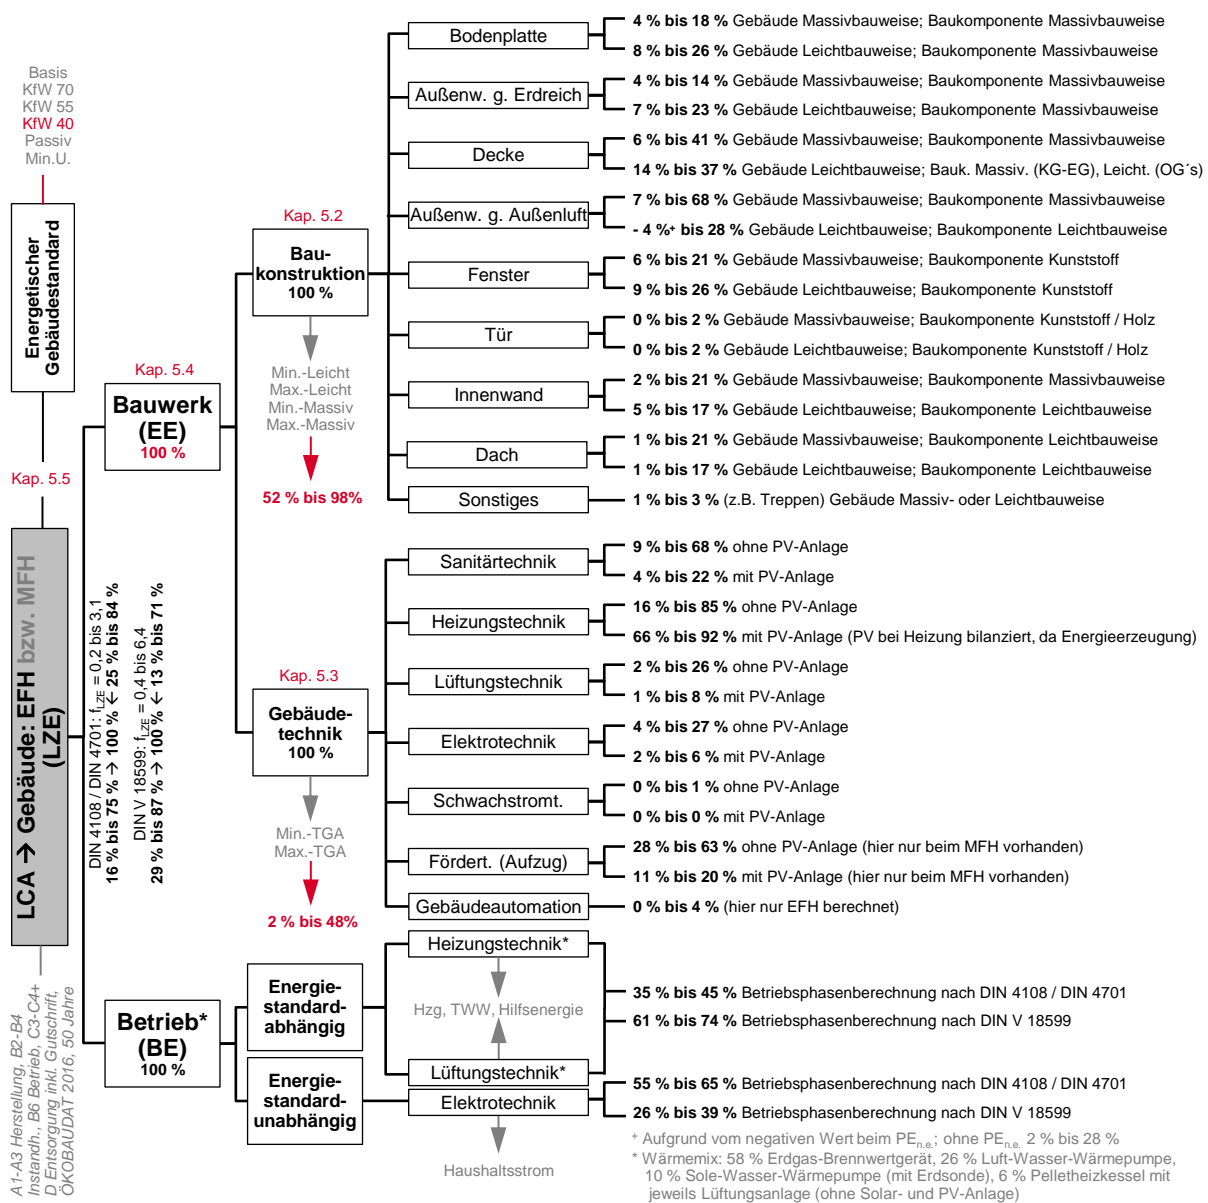 Basis
KfW 70
KfW 55
KfW 40
Passiv
Min.U.
Energetischer
Gebäudestandard
Kap. 5.5
LCA → Gebäude: EFH bzw. MFH
(LZE)
A1-A3 Herstellung, B2-B4
Instandh., B6 Betrieb, C3-C4+
D Entsorgung inkl. Gutschrift,
ÖKOBAUDAT 2016, 50 Jahre
DIN 4108 / DIN 4701: fLZE = 0,2 bis 3,1
16 % bis 75 % → 100 % ← 25 % bis 84 %
DIN V 18599: fLZE = 0,4 bis 6,4
29 % bis 87 % → 100 % ← 13 % bis 71 %
Kap. 5.4
Bauwerk
(EE)
100 %
Kap. 5.2
Bau-
konstruktion
100 %
Min.-Leicht
Max.-Leicht
Min.-Massiv
Max.-Massiv
52 % bis 98%
Bodenplatte
4 % bis 18 % Gebäude Massivbauweise; Baukomponente Massivbauweise
8 % bis 26 % Gebäude Leichtbauweise; Baukomponente Massivbauweise
Außenw. g. Erdreich
4 % bis 14 % Gebäude Massivbauweise; Baukomponente Massivbauweise
7 % bis 23 % Gebäude Leichtbauweise; Baukomponente Massivbauweise
Decke
6 % bis 41 % Gebäude Massivbauweise; Baukomponente Massivbauweise
14 % bis 37 % Gebäude Leichtbauweise; Bauk. Massiv. (KG-EG), Leicht. (OG´s)
Außenw. g. Außenluft
7 % bis 68 % Gebäude Massivbauweise; Baukomponente Massivbauweise
- 4 %⁺ bis 28 % Gebäude Leichtbauweise; Baukomponente Leichtbauweise
Fenster
6 % bis 21 % Gebäude Massivbauweise; Baukomponente Kunststoff
9 % bis 26 % Gebäude Leichtbauweise; Baukomponente Kunststoff
Tür
0 % bis 2 % Gebäude Massivbauweise; Baukomponente Kunststoff / Holz
0 % bis 2 % Gebäude Leichtbauweise; Baukomponente Kunststoff / Holz
Innenwand
2 % bis 21 % Gebäude Massivbauweise; Baukomponente Massivbauweise
5 % bis 17 % Gebäude Leichtbauweise; Baukomponente Leichtbauweise
Dach
1 % bis 21 % Gebäude Massivbauweise; Baukomponente Leichtbauweise
1 % bis 17 % Gebäude Leichtbauweise; Baukomponente Leichtbauweise
Sonstiges
1 % bis 3 % (z.B. Treppen) Gebäude Massiv- oder Leichtbauweise
Kap. 5.3
Gebäude-
technik
100 %
Min.-TGA
Max.-TGA
2 % bis 48%
Sanitärtechnik
9 % bis 68 % ohne PV-Anlage
4 % bis 22 % mit PV-Anlage
Heizungstechnik
16 % bis 85 % ohne PV-Anlage
66 % bis 92 % mit PV-Anlage (PV bei Heizung bilanziert, da Energieerzeugung)
Lüftungstechnik
2 % bis 26 % ohne PV-Anlage
1 % bis 8 % mit PV-Anlage
Elektrotechnik
4 % bis 27 % ohne PV-Anlage
2 % bis 6 % mit PV-Anlage
Schwachstromt.
0 % bis 1 % ohne PV-Anlage
0 % bis 0 % mit PV-Anlage
Fördert. (Aufzug)
28 % bis 63 % ohne PV-Anlage (hier nur beim MFH vorhanden)
11 % bis 20 % mit PV-Anlage (hier nur beim MFH vorhanden)
Gebäudeautomation
0 % bis 4 % (hier nur EFH berechnet)
Betrieb*
(BE)
100 %
Energie-
standard-
abhängig
Heizungstechnik*
Hzg, TWW, Hilfsenergie
Lüftungstechnik*
35 % bis 45 % Betriebsphasenberechnung nach DIN 4108 / DIN 4701
61 % bis 74 % Betriebsphasenberechnung nach DIN V 18599
Energie-
standard-
unabhängig
Elektrotechnik
Haushaltsstrom
55 % bis 65 % Betriebsphasenberechnung nach DIN 4108 / DIN 4701
26 % bis 39 % Betriebsphasenberechnung nach DIN V 18599
⁺ Aufgrund vom negativen Wert beim PEn.e.; ohne PEn.e. 2 % bis 28 %
* Wärmemix: 58 % Erdgas-Brennwertgerät, 26 % Luft-Wasser-Wärmepumpe,
10 % Sole-Wasser-Wärmepumpe (mit Erdsonde), 6 % Pelletheizkessel mit
jeweils Lüftungsanlage (ohne Solar- und PV-Anlage)